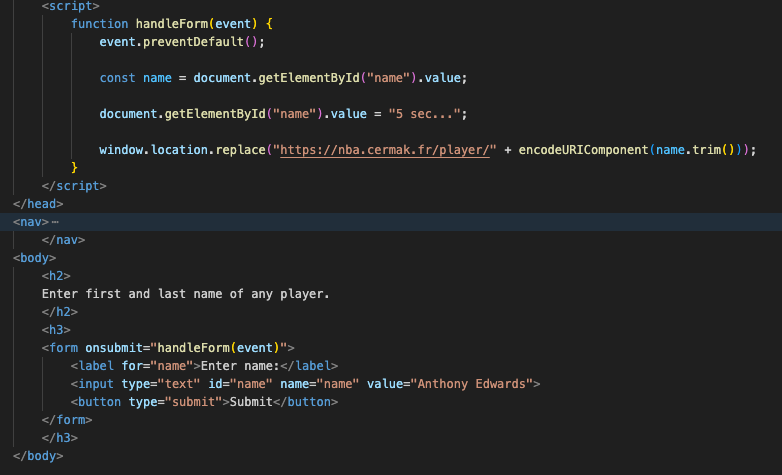 <script>
function handleForm(event) {
event.preventDefault();
const name = document.getElementById("name").value;
document.getElementById("name").value = "5 sec...";
window.location.replace("https://nba.cermak.fr/player/" + encodeURIComponent(name.trim()));
}
</script>
</head>
<nav>…
</nav>
<body>
<h2>
Enter first and last name of any player.
</h2>
<h3>
<form onsubmit="handleForm(event)">
<label for="name">Enter name:</label>
<input type="text" id="name" name="name" value="Anthony Edwards">
<button type="submit">Submit</button>
</form>
</h3>
</body>